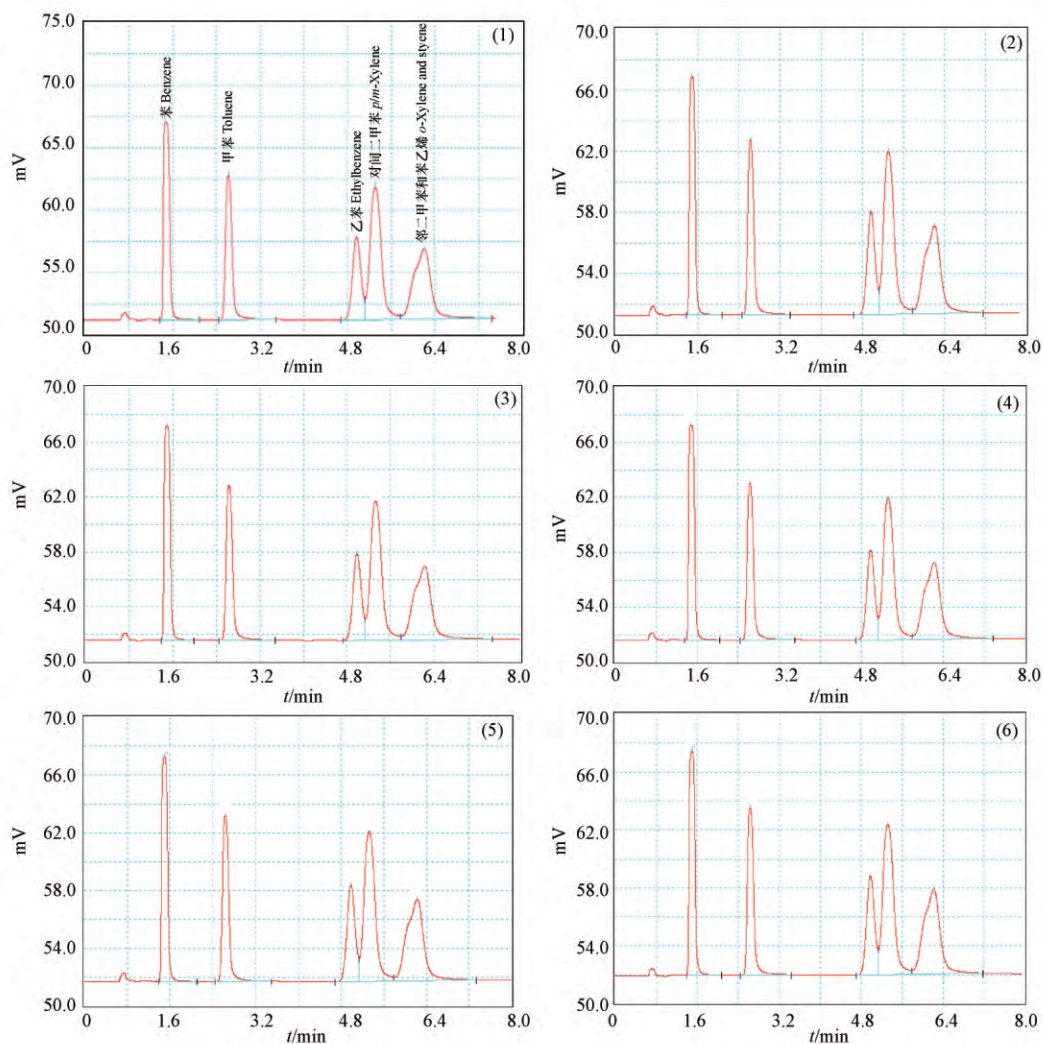 (1)
75.0
70.0
65.0
60.0
55.0
50.0
mV
苯 Benzene
甲苯 Toluene
乙苯 Ethylbenzene
对间二甲苯 p/m-Xylene
邻二甲苯和苯乙烯 o-Xylene and styene
0 1.6 3.2 4.8 6.4 8.0
t/min
(2)
70.0
66.0
62.0
58.0
54.0
50.0
mV
0 1.6 3.2 4.8 6.4 8.0
t/min
(3)
70.0
66.0
62.0
58.0
54.0
50.0
mV
0 1.6 3.2 4.8 6.4 8.0
t/min
(4)
70.0
66.0
62.0
58.0
54.0
50.0
mV
0 1.6 3.2 4.8 6.4 8.0
t/min
(5)
70.0
66.0
62.0
58.0
54.0
50.0
mV
0 1.6 3.2 4.8 6.4 8.0
t/min
(6)
70.0
66.0
62.0
58.0
54.0
50.0
mV
0 1.6 3.2 4.8 6.4 8.0
t/min